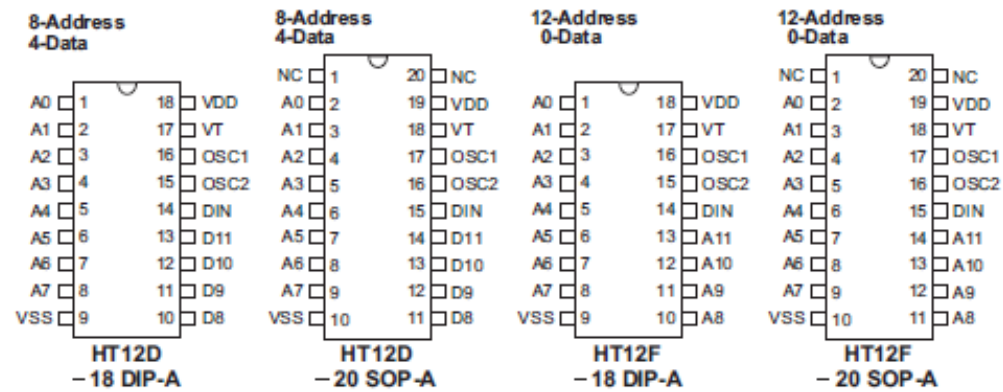 8-Address 8-Address 12-Address 12-Address
4-Data 4-Data 0-Data 0-Data
NC 1 20 NC NC 1 20 NC
A0 1 18 VDD A0 2 19 VDD A0 1 18 VDD A0 2 19 VDD
A1 2 17 VT A1 3 18 VT A1 2 17 VT A1 3 18 VT
A2 3 16 OSC1 A2 4 17 OSC1 A2 3 16 OSC1 A2 4 17 OSC1
A3 4 15 OSC2 A3 5 16 OSC2 A3 4 15 OSC2 A3 5 16 OSC2
A4 5 14 DIN A4 6 15 DIN A4 5 14 DIN A4 6 15 DIN
A5 6 13 D11 A5 7 14 D11 A5 6 13 A11 A5 7 14 A11
A6 7 12 D10 A6 8 13 D10 A6 7 12 A10 A6 8 13 A10
A7 8 11 D9 A7 9 12 D9 A7 8 11 A9 A7 9 12 A9
VSS 9 10 D8 VSS 10 11 D8 VSS 9 10 A8 VSS 10 11 A8
HT12D HT12D HT12F HT12F
– 18 DIP-A – 20 SOP-A – 18 DIP-A – 20 SOP-A